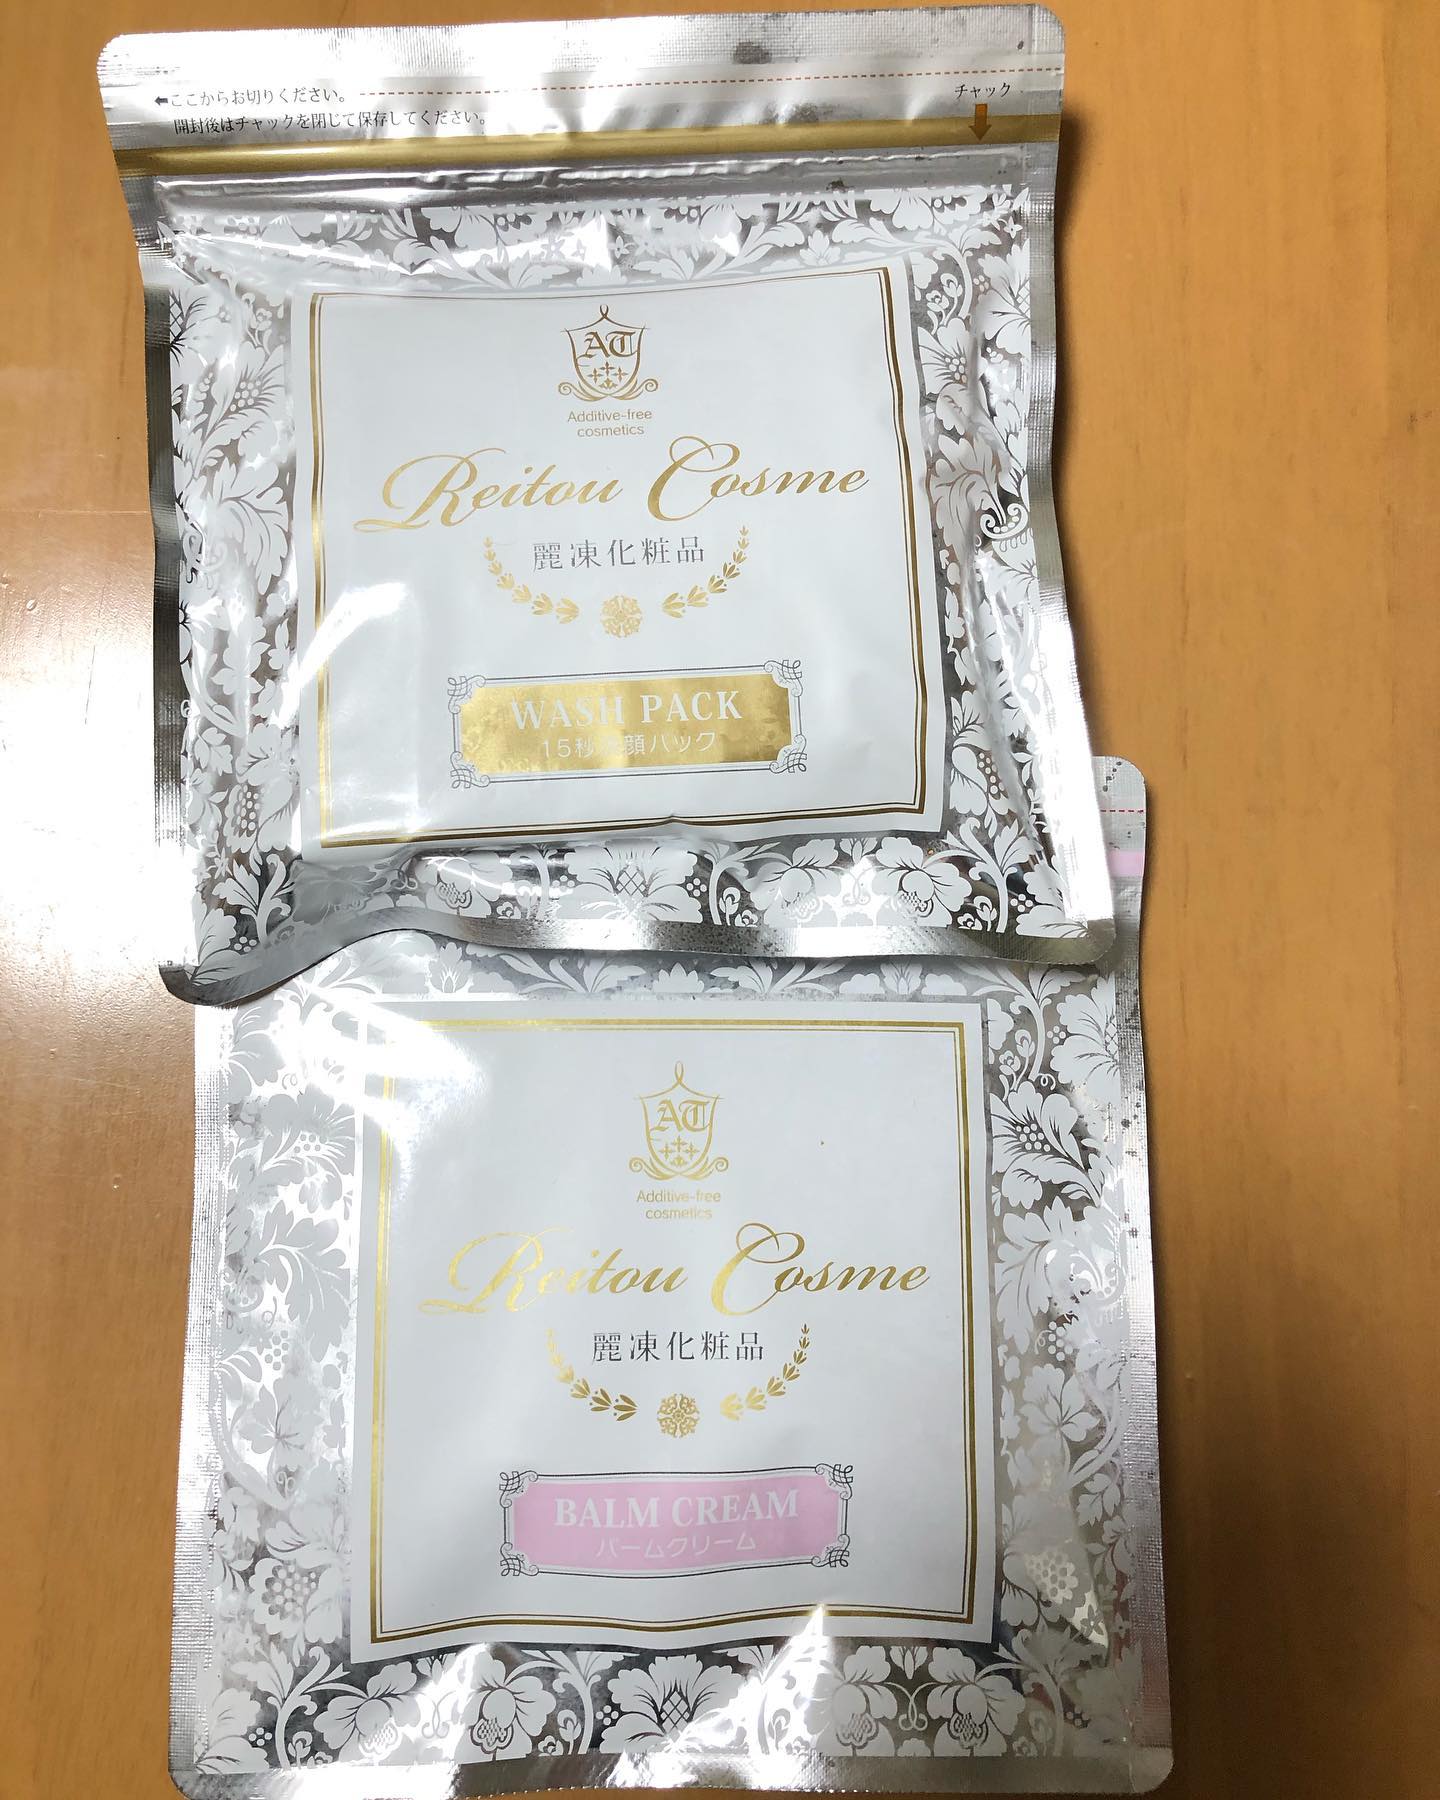 ⬅ここからお切りください。
チャック
開封後はチャックを閉じて保存してください。
AT
Additive-free
cosmetics
Reitou Cosme
麗凍化粧品
WASH PACK
15秒洗顔パック
AT
Additive-free
cosmetics
Reitou Cosme
麗凍化粧品
BALM CREAM
バームクリーム